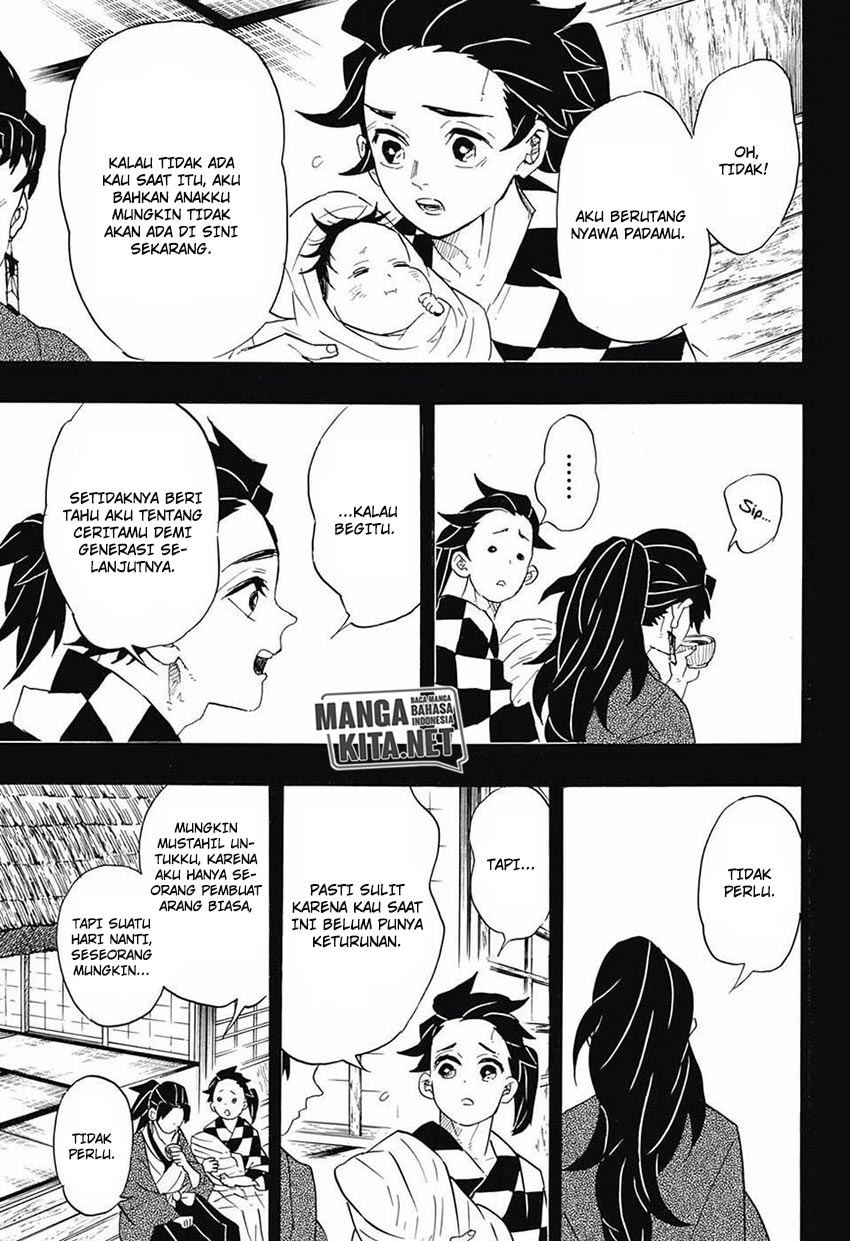 OH,
TIDAK!
AKU BERUTANG
NYAWA PADAMU.
KALAU TIDAK ADA
KAU SAAT ITU, AKU
BAHKAN ANAKKU
MUNGKIN TIDAK
AKAN ADA DI SINI
SEKARANG.
SIP...
......
...KALAU
BEGITU.
SETIDAKNYA BERI
TAHU AKU TENTANG
CERITAMU DEMI
GENERASI SE-
LANJUTNYA.
MANGA
KITA.NET
BACA MANGA
BAHASA
INDONESIA
TIDAK
PERLU.
TAPI...
PASTI SULIT
KARENA KAU SAAT
INI BELUM PUNYA
KETURUNAN.
MUNGKIN
MUSTAHIL UN-
TUKKU, KARENA
AKU HANYA SE-
ORANG PEMBUAT
ARANG BIASA,
TAPI SUATU
HARI NANTI,
SESEORANG
MUNGKIN...
TIDAK
PERLU.